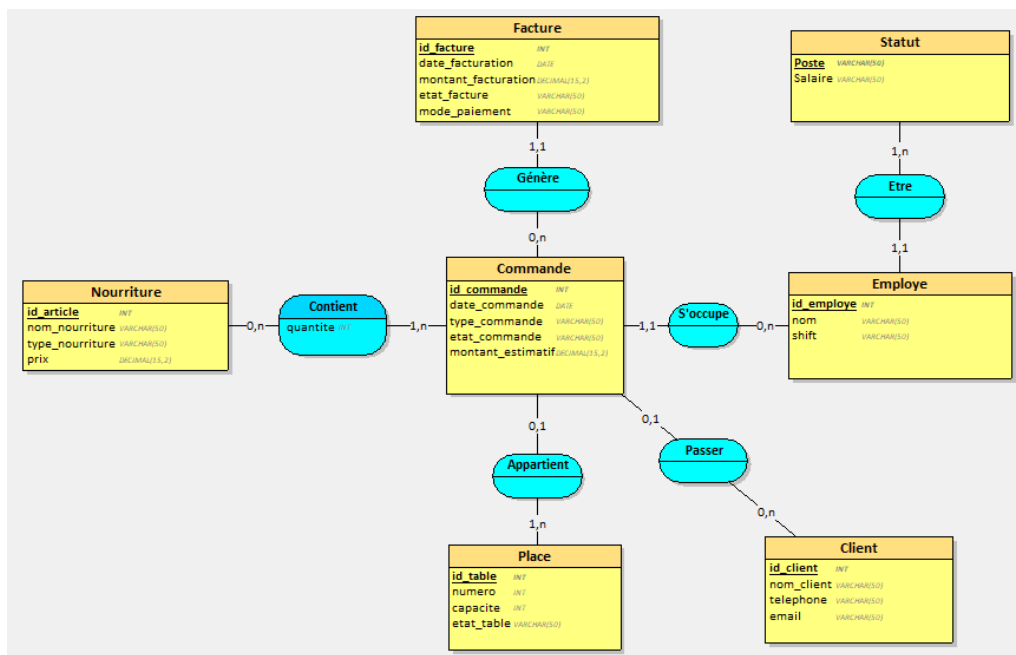 Facture
id_facture INT
date_facturation DATE
montant_facturation DECIMAL(15,2)
etat_facture VARCHAR(50)
mode_paiement VARCHAR(50)
Statut
Poste VARCHAR(50)
Salaire VARCHAR(50)
1,1
1,n
Génère
Etre
0,n
1,1
Commande
id_commande INT
date_commande DATE
type_commande VARCHAR(50)
etat_commande VARCHAR(50)
montant_estimatif DECIMAL(15,2)
Employe
id_employe INT
nom VARCHAR(50)
shift VARCHAR(50)
Nourriture
id_article INT
nom_nourriture VARCHAR(50)
type_nourriture VARCHAR(50)
prix DECIMAL(15,2)
0,n
Contient
quantite INT
1,n
1,1
S'occupe
0,n
0,1
0,1
Appartient
Passer
1,n
0,n
Place
id_table INT
numero INT
capacite INT
etat_table VARCHAR(50)
Client
id_client INT
nom_client VARCHAR(50)
telephone VARCHAR(50)
email VARCHAR(50)